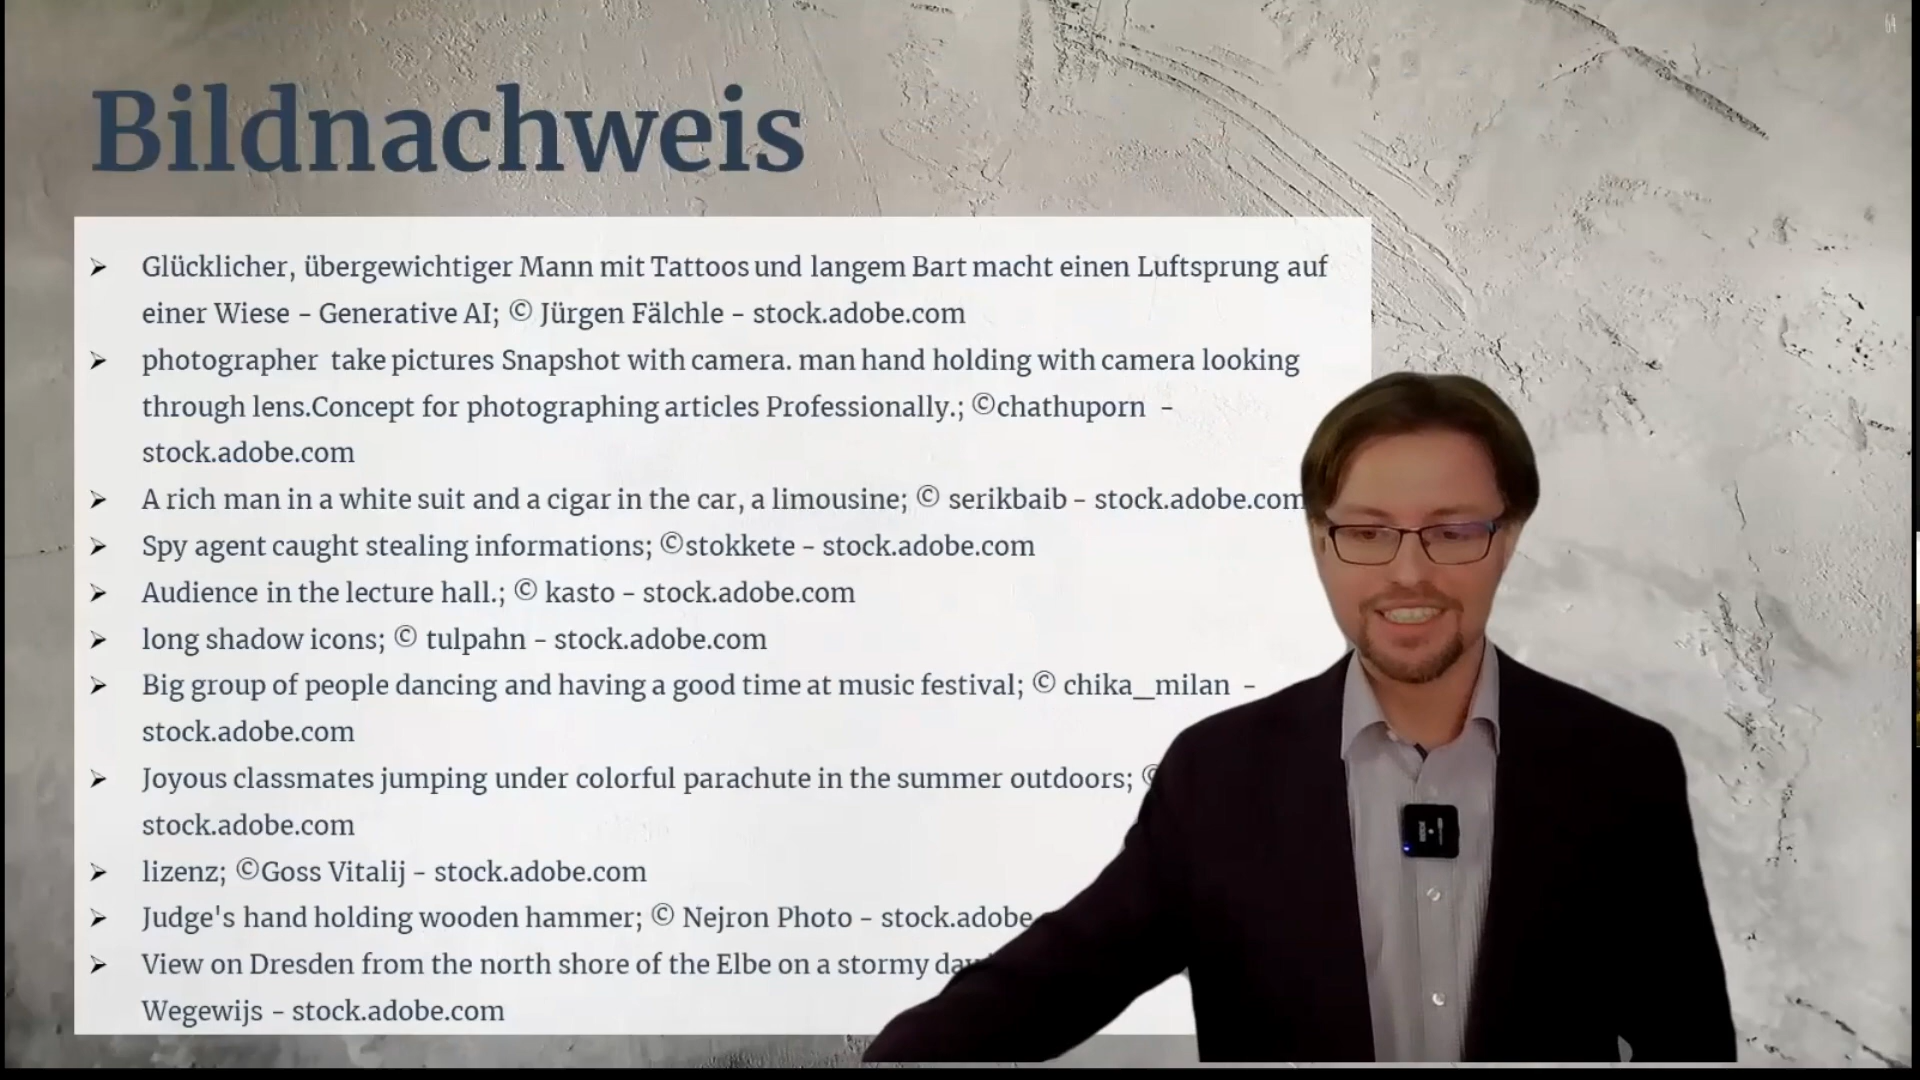 64
Bildnachweis
➢ Glücklicher, übergewichtiger Mann mit Tattoos und langem Bart macht einen Luftsprung auf
einer Wiese – Generative AI; © Jürgen Fälchle – stock.adobe.com
➢ photographer take pictures Snapshot with camera. man hand holding with camera looking
through lens.Concept for photographing articles Professionally.; ©chathuporn –
stock.adobe.com
➢ A rich man in a white suit and a cigar in the car, a limousine; © serikbaib – stock.adobe.com
➢ Spy agent caught stealing informations; ©stokkete – stock.adobe.com
➢ Audience in the lecture hall.; © kasto – stock.adobe.com
➢ long shadow icons; © tulpahn – stock.adobe.com
➢ Big group of people dancing and having a good time at music festival; © chika_milan –
stock.adobe.com
➢ Joyous classmates jumping under colorful parachute in the summer outdoors; ©
stock.adobe.com
➢ lizenz; ©Goss Vitalij – stock.adobe.com
➢ Judge's hand holding wooden hammer; © Nejron Photo – stock.adobe
➢ View on Dresden from the north shore of the Elbe on a stormy day
Wegewijs – stock.adobe.com